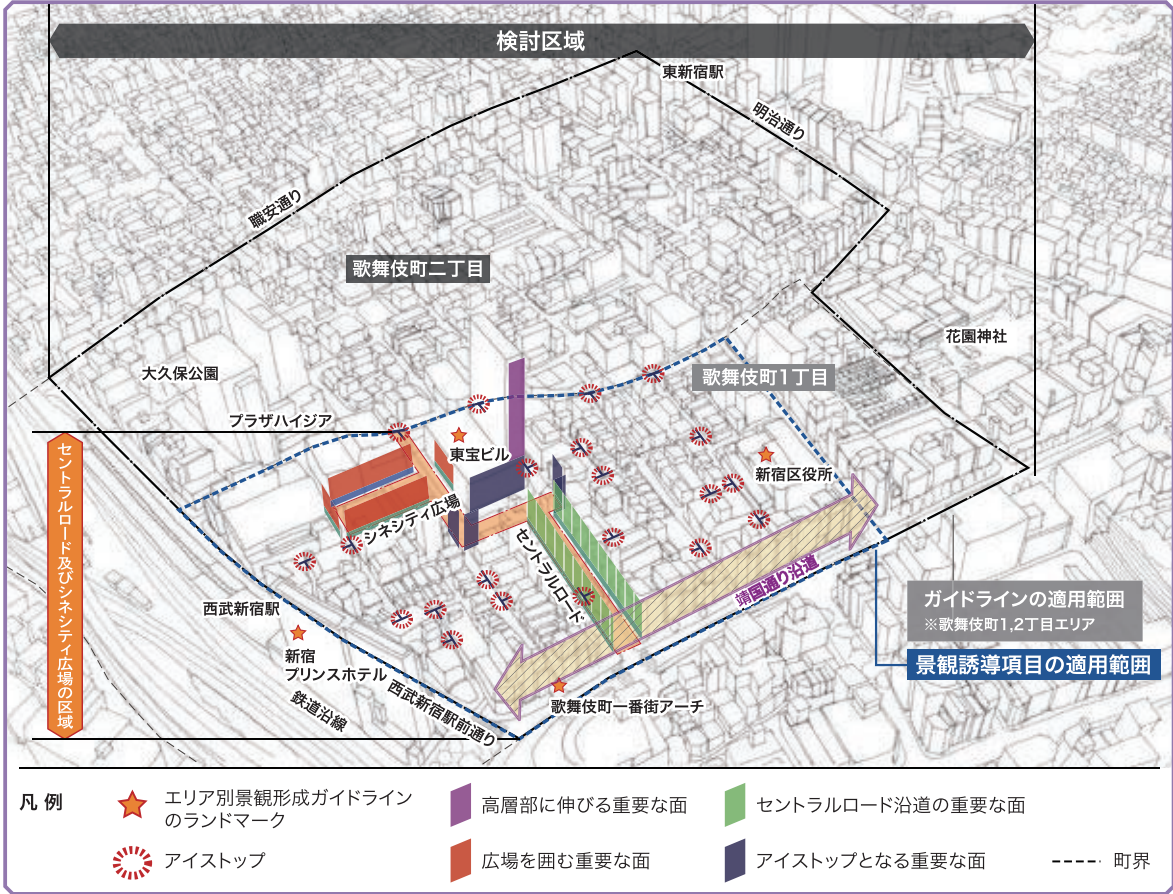 検討区域
東新宿駅
明治通り
職安通り
歌舞伎町二丁目
花園神社
大久保公園
歌舞伎町1丁目
プラザハイジア
東宝ビル
新宿区役所
シネシティ広場
セントラルロード
セントラルロード及びシネシティ広場の区域
靖国通り沿道
ガイドラインの適用範囲
※歌舞伎町1,2丁目エリア
西武新宿駅
景観誘導項目の適用範囲
新宿
プリンスホテル
西武新宿駅前通り
鉄道沿線
歌舞伎町一番街アーチ
凡例
エリア別景観形成ガイドライン
のランドマーク
高層部に伸びる重要な面
セントラルロード沿道の重要な面
アイストップ
広場を囲む重要な面
アイストップとなる重要な面
町界